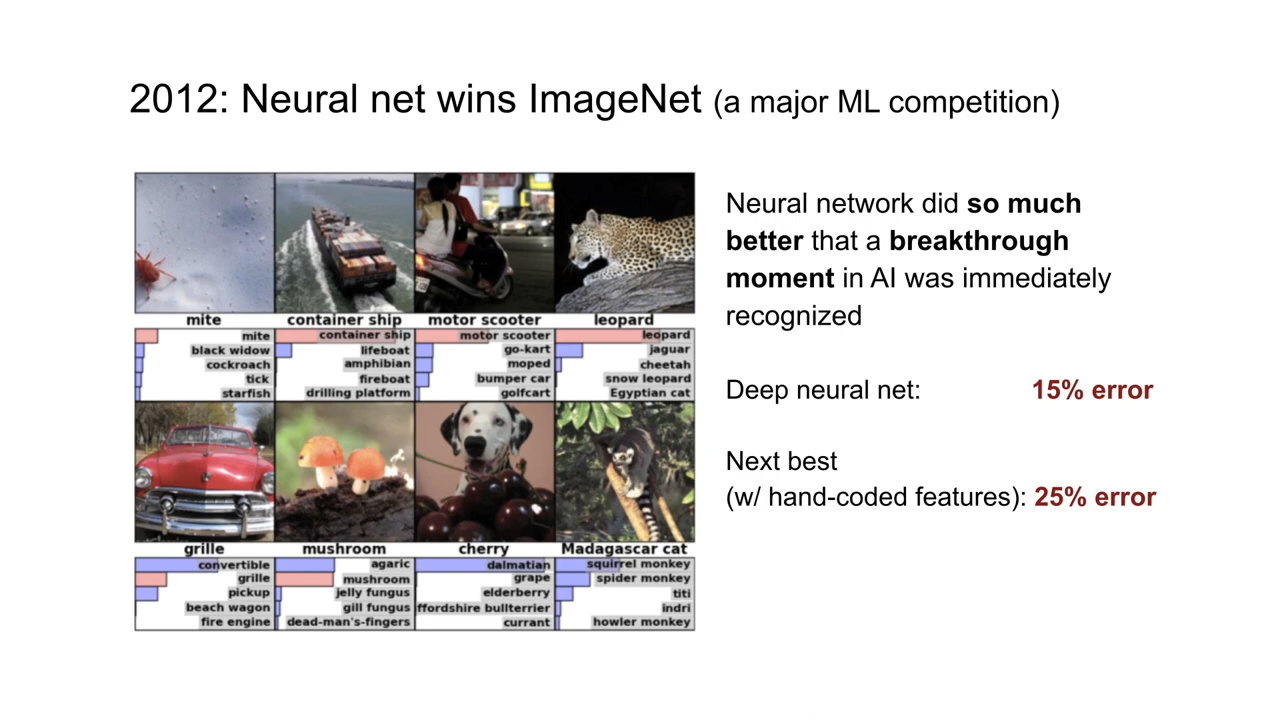 2012: Neural net wins ImageNet (a major ML competition)
mite
container ship
motor scooter
leopard
mite
black widow
cockroach
tick
starfish
container ship
lifeboat
amphibian
fireboat
drilling platform
motor scooter
go-kart
moped
bumper car
golfcart
leopard
jaguar
cheetah
snow leopard
Egyptian cat
grille
mushroom
cherry
Madagascar cat
convertible
grille
pickup
beach wagon
fire engine
agaric
mushroom
jelly fungus
gill fungus
dead-man's-fingers
dalmatian
grape
elderberry
ffordshire bullterrier
currant
squirrel monkey
spider monkey
titi
indri
howler monkey
Neural network did so much
better that a breakthrough
moment in AI was immediately
recognized
Deep neural net: 15% error
Next best
(w/ hand-coded features): 25% error